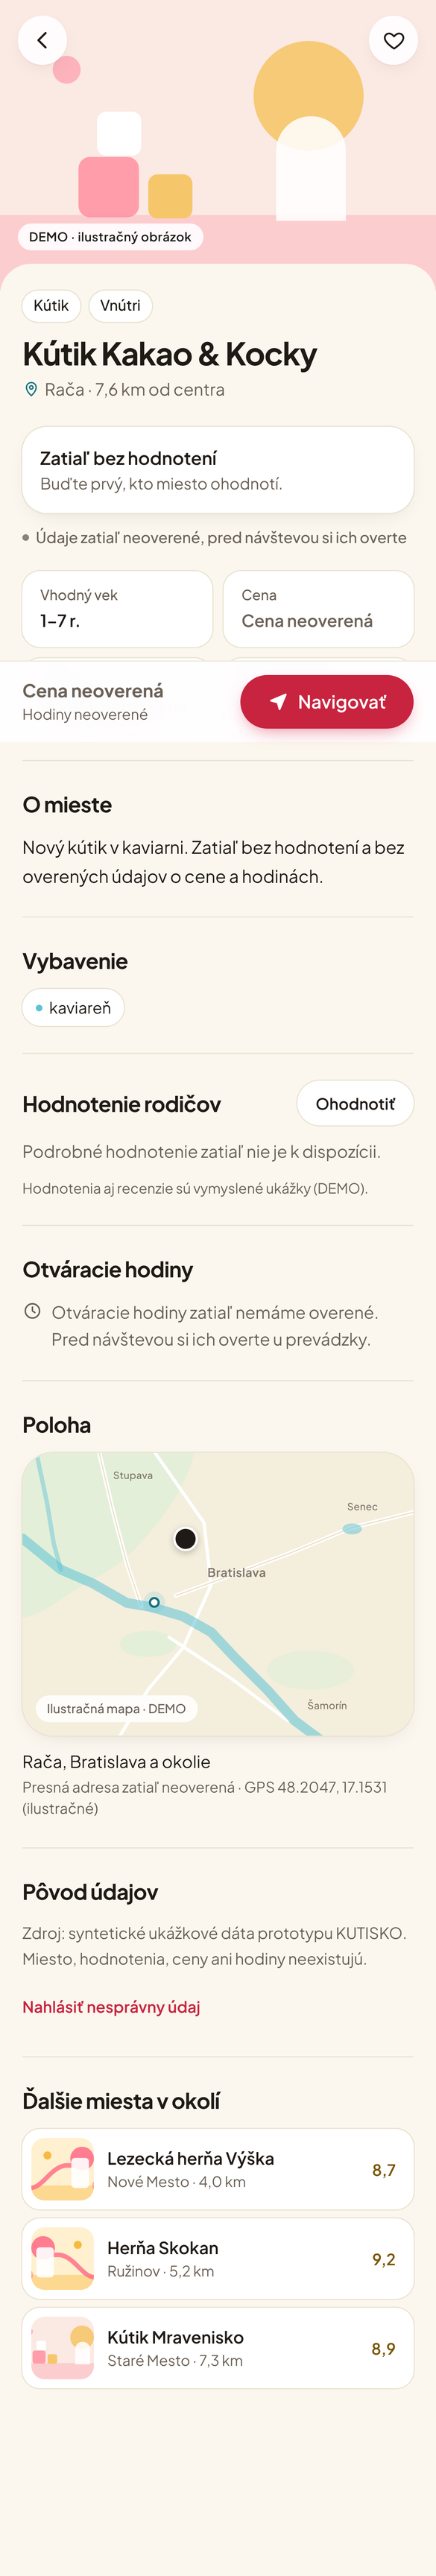 DEMO · ilustračný obrázok
Kútik
Vnútri
Kútik Kakao & Kocky
Rača · 7,6 km od centra
Zatiaľ bez hodnotení
Buďte prvý, kto miesto ohodnotí.
Údaje zatiaľ neoverené, pred návštevou si ich overte
Vhodný vek
1–7 r.
Cena
Cena neoverená
Cena neoverená
Hodiny neoverené
Navigovať
O mieste
Nový kútik v kaviarni. Zatiaľ bez hodnotení a bez
overených údajov o cene a hodinách.
Vybavenie
kaviareň
Hodnotenie rodičov
Ohodnotiť
Podrobné hodnotenie zatiaľ nie je k dispozícii.
Hodnotenia aj recenzie sú vymyslené ukážky (DEMO).
Otváracie hodiny
Otváracie hodiny zatiaľ nemáme overené.
Pred návštevou si ich overte u prevádzky.
Poloha
Stupava
Senec
Bratislava
Šamorín
Ilustračná mapa · DEMO
Rača, Bratislava a okolie
Presná adresa zatiaľ neoverená · GPS 48.2047, 17.1531
(ilustračné)
Pôvod údajov
Zdroj: syntetické ukážkové dáta prototypu KUTISKO.
Miesto, hodnotenia, ceny ani hodiny neexistujú.
Nahlásiť nesprávny údaj
Ďalšie miesta v okolí
Lezecká herňa Výška
Nové Mesto · 4,0 km
8,7
Herňa Skokan
Ružinov · 5,2 km
9,2
Kútik Mravenisko
Staré Mesto · 7,3 km
8,9